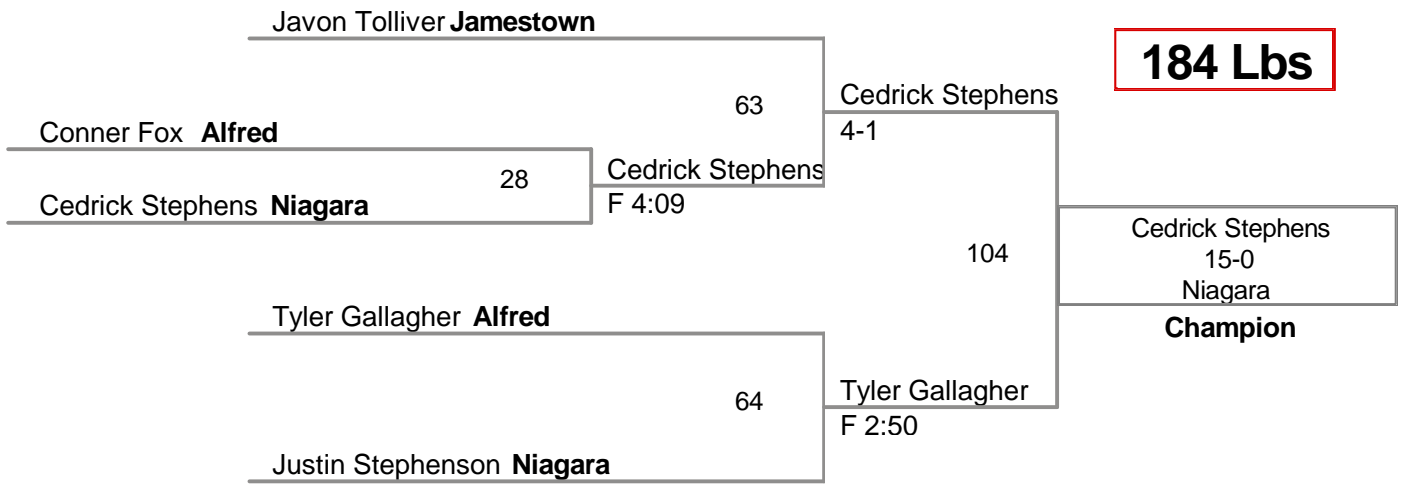 Javon Tolliver Jamestown
184 Lbs
63
Cedrick Stephens
4-1
Conner Fox Alfred
28
Cedrick Stephens
F 4:09
Cedrick Stephens Niagara
104
Cedrick Stephens
15-0
Niagara
Champion
Tyler Gallagher Alfred
64
Tyler Gallagher
F 2:50
Justin Stephenson Niagara